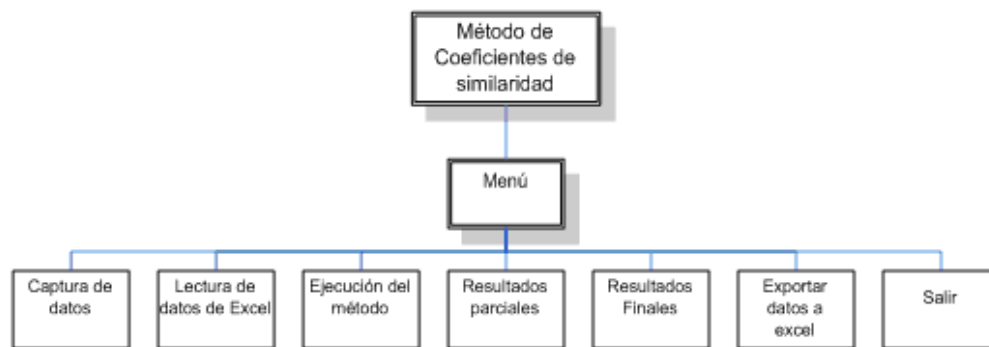 Método de
Coeficientes de
similaridad
Menú
Captura de
datos
Lectura de
datos de Excel
Ejecución del
método
Resultados
parciales
Resultados
Finales
Exportar
datos a
excel
Salir